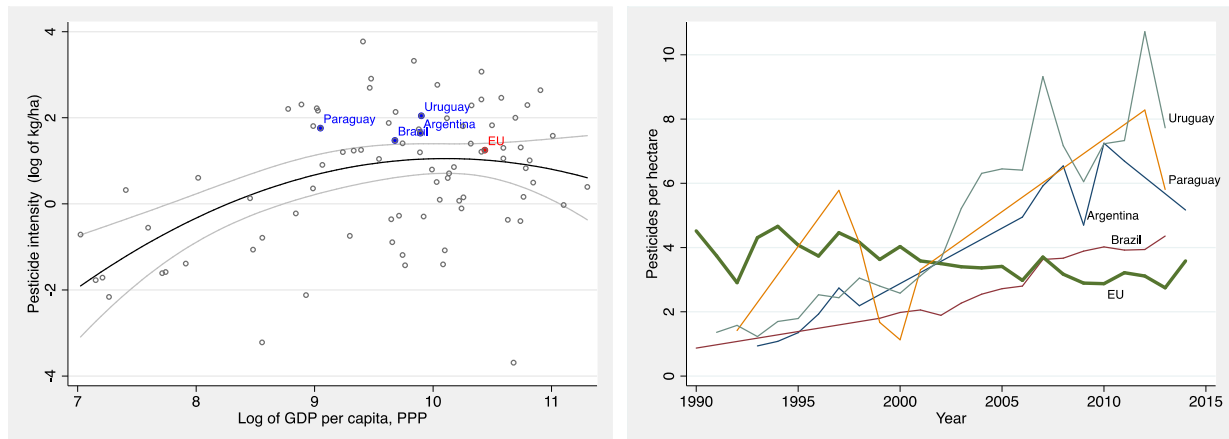 4
2
0
-2
-4
Pesticide intensity (log of kg/ha)
Paraguay
Uruguay
Brazil
Argentina
EU
7
8
9
10
11
Log of GDP per capita, PPP
10
8
6
4
2
0
Pesticides per hectare
Uruguay
Paraguay
Argentina
Brazil
EU
1990
1995
2000
2005
2010
2015
Year